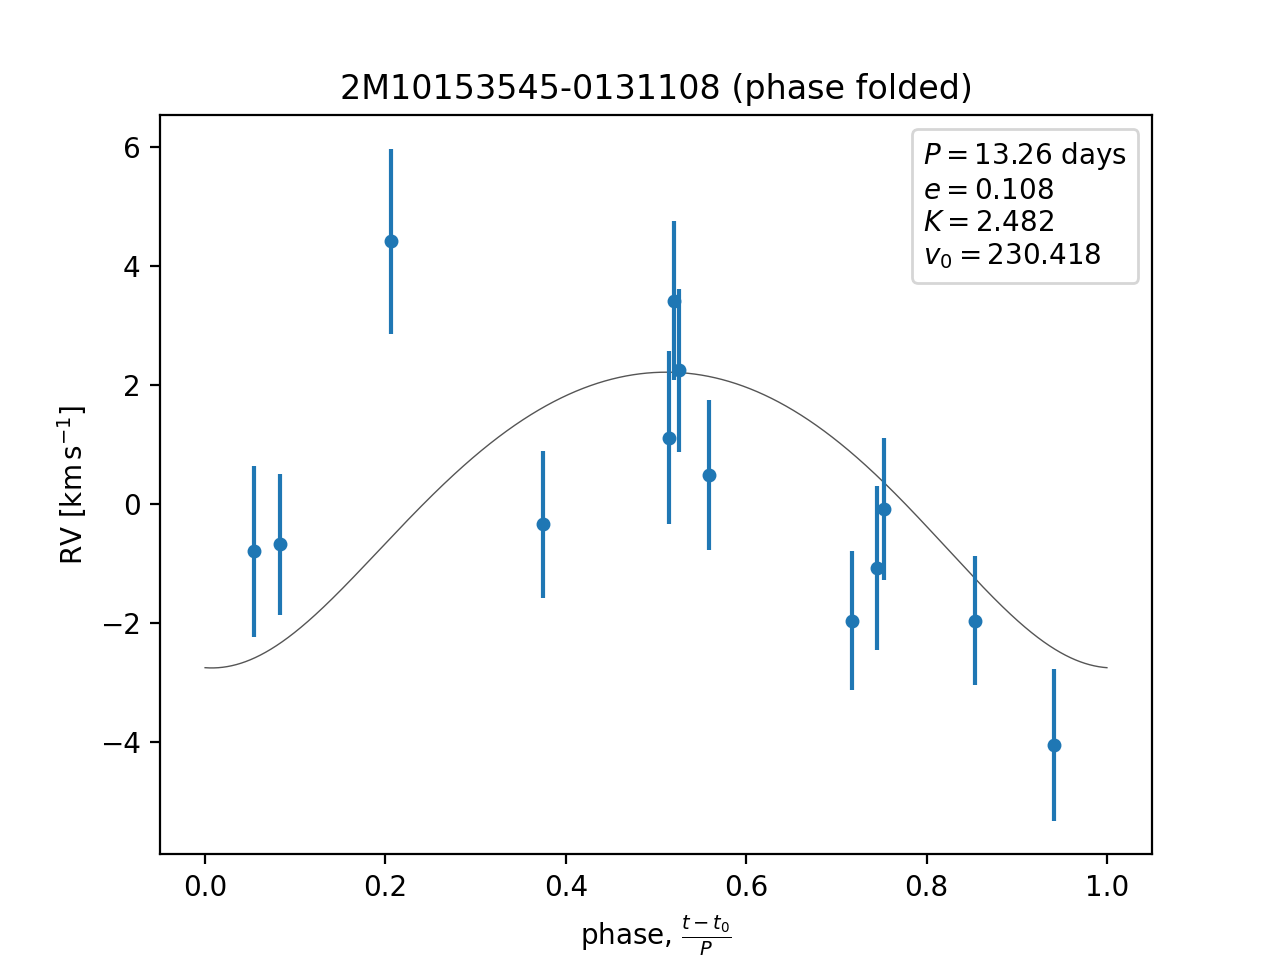 2M10153545-0131108 (phase folded)
P = 13.26 days
e = 0.108
K = 2.482
v₀ = 230.418
RV [km s⁻¹]
6
4
2
0
−2
−4
0.0 0.2 0.4 0.6 0.8 1.0
phase, (t − t₀)/P